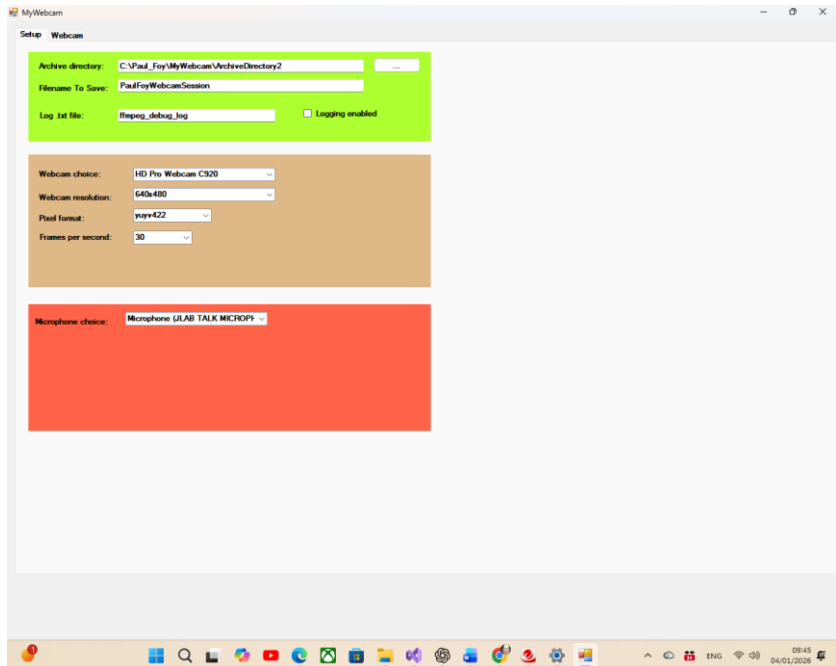 MyWebcam
Setup Webcam
Archive directory: C:\Paul_Foy\MyWebcam\ArchiveDirectory2 ...
Filename To Save: PaulFoyWebcamSession
Log .txt file: ffmpeg_debug_log Logging enabled
Webcam choice: HD Pro Webcam C920
Webcam resolution: 640x480
Pixel format: yuyv422
Frames per second: 30
Microphone choice: Microphone (JLAB TALK MICROPH
1
ENG 09:45
04/01/2026